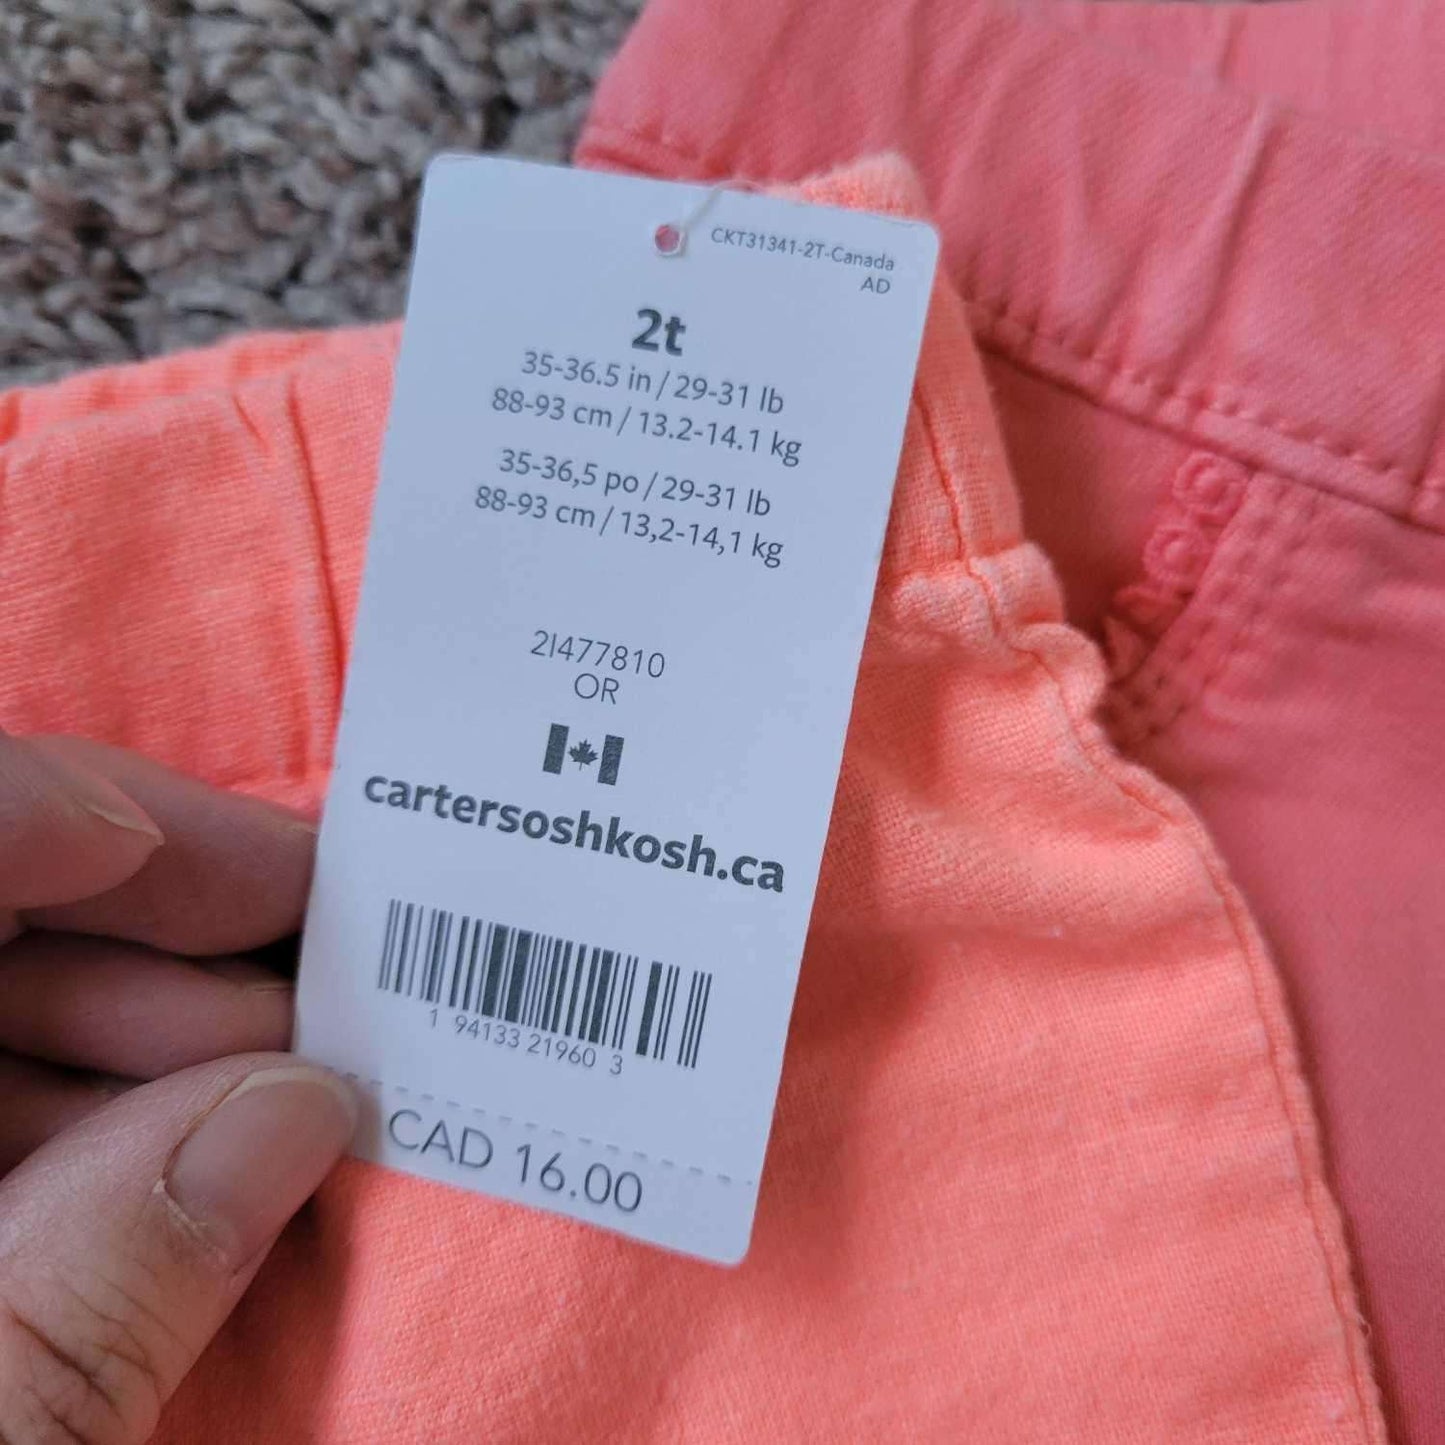 CKT31341-2T-Canada
AD
2t
35-36.5 in / 29-31 lb
88-93 cm / 13.2-14.1 kg
35-36,5 po / 29-31 lb
88-93 cm / 13,2-14,1 kg
2I477810
OR
cartersoshkosh.ca
1 94133 21960 3
CAD 16.00